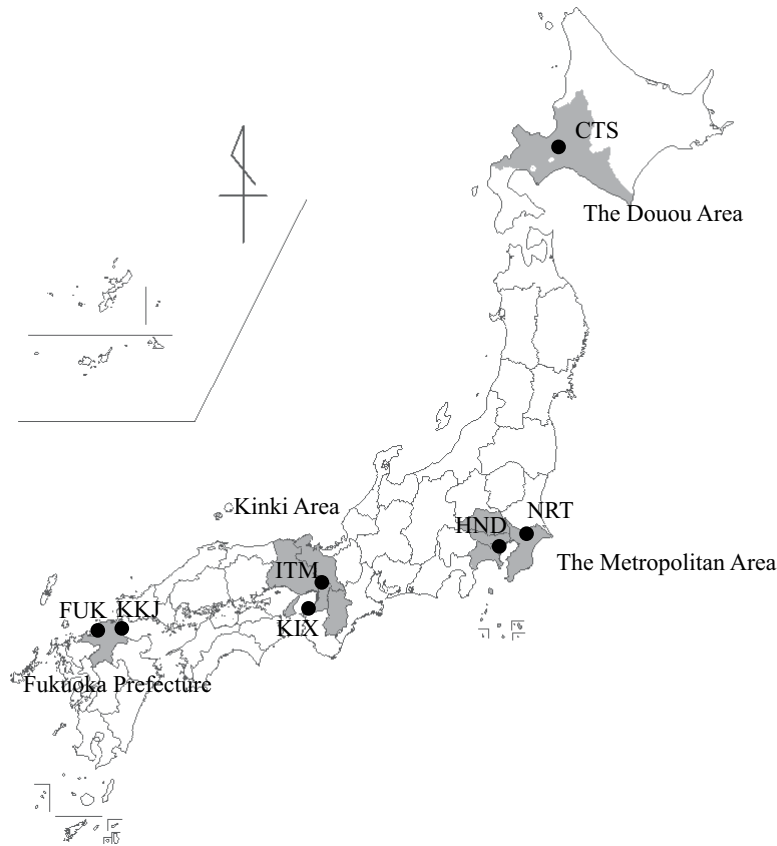 CTS
The Douou Area
Kinki Area
NRT
HND
The Metropolitan Area
ITM
FUK
KKJ
KIX
Fukuoka Prefecture